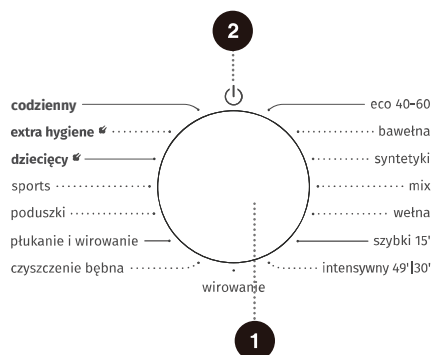 2
codzienny
extra hygiene
dziecięcy
sports
poduszki
płukanie i wirowanie
czyszczenie bębna
eco 40-60
bawełna
syntetyki
mix
wełna
szybki 15'
intensywny 49'|30'
wirowanie
1